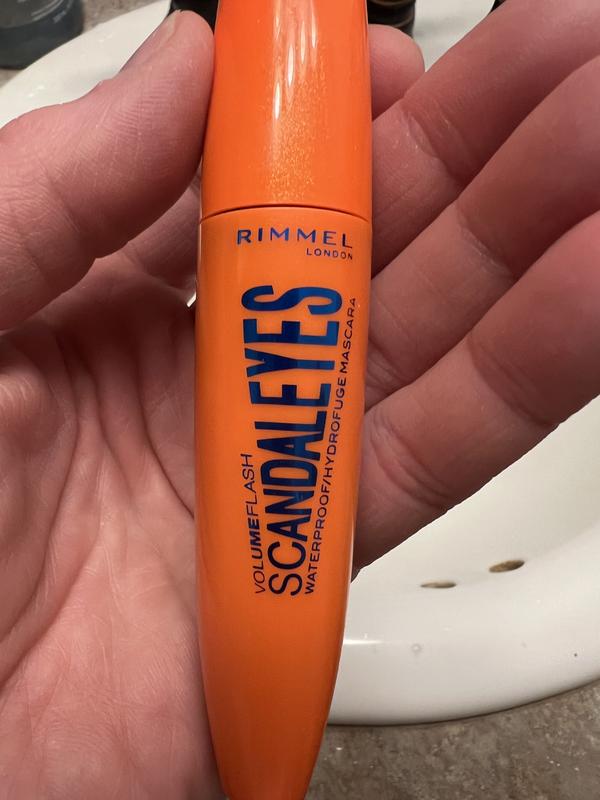 RIMMEL
LONDON
VOLUMEFLASH
SCANDALEYES
WATERPROOF/HYDROFUGE MASCARA